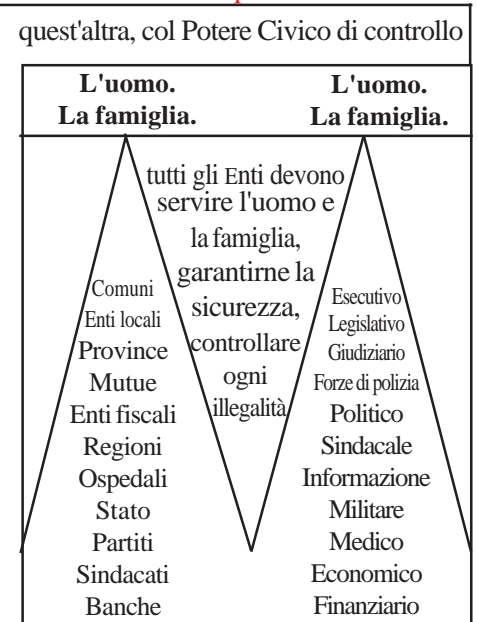 quest'altra, col Potere Civico di controllo
L'uomo.
La famiglia.
L'uomo.
La famiglia.
tutti gli Enti devono
servire l'uomo e
la famiglia,
garantirne la
sicurezza,
controllare
ogni
illegalità
Comuni
Enti locali
Province
Mutue
Enti fiscali
Regioni
Ospedali
Stato
Partiti
Sindacati
Banche
Esecutivo
Legislativo
Giudiziario
Forze di polizia
Politico
Sindacale
Informazione
Militare
Medico
Economico
Finanziario